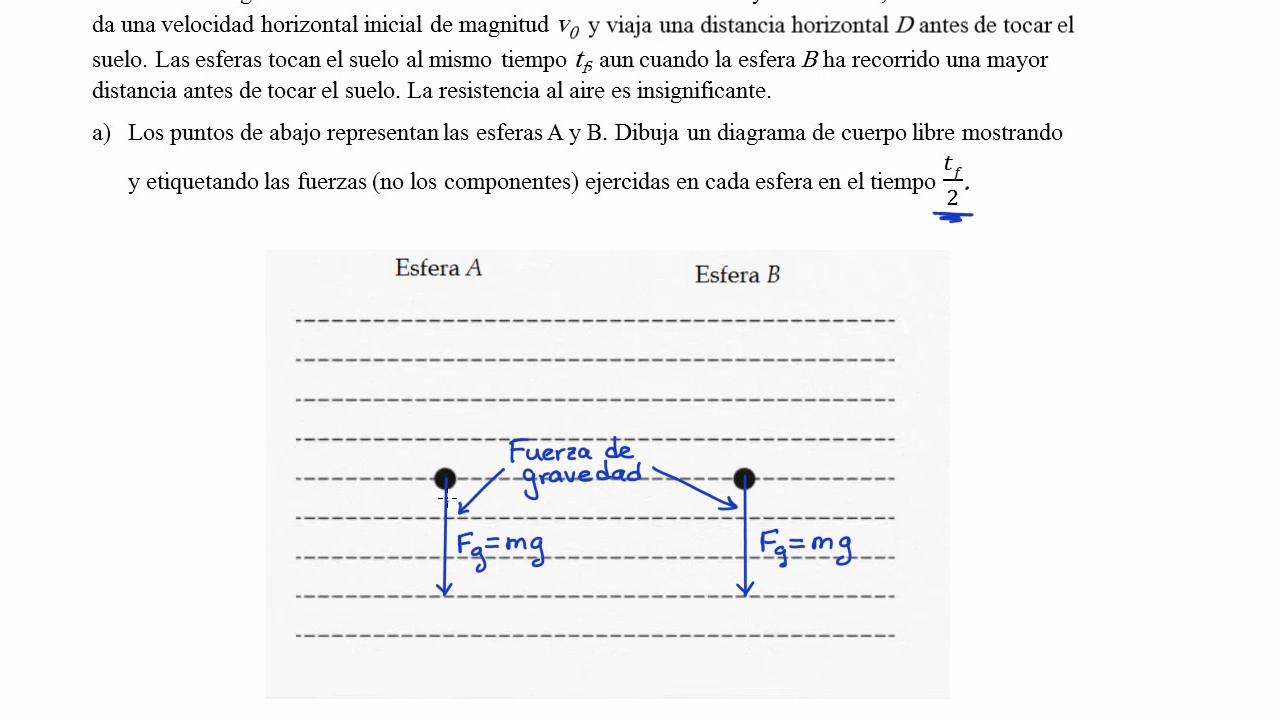 da una velocidad horizontal inicial de magnitud v₀ y viaja una distancia horizontal D antes de tocar el
suelo. Las esferas tocan el suelo al mismo tiempo t_f, aun cuando la esfera B ha recorrido una mayor
distancia antes de tocar el suelo. La resistencia al aire es insignificante.
a) Los puntos de abajo representan las esferas A y B. Dibuja un diagrama de cuerpo libre mostrando
y etiquetando las fuerzas (no los componentes) ejercidas en cada esfera en el tiempo t_f/2.
Esfera A
Esfera B
Fuerza de
gravedad
Fg=mg
Fg=mg